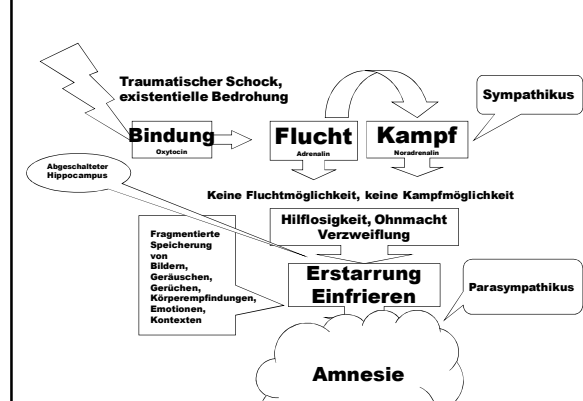 Traumatischer Schock,
existentielle Bedrohung
Bindung
Oxytocin
Flucht
Adrenalin
Kampf
Noradrenalin
Sympathikus
Abgeschalteter
Hippocampus
Keine Fluchtmöglichkeit, keine Kampfmöglichkeit
Hilflosigkeit, Ohnmacht
Verzweiflung
Fragmentierte
Speicherung
von
Bildern,
Geräuschen,
Gerüchen,
Körperempfindungen,
Emotionen,
Kontexten
Erstarrung
Einfrieren
Parasympathikus
Amnesie